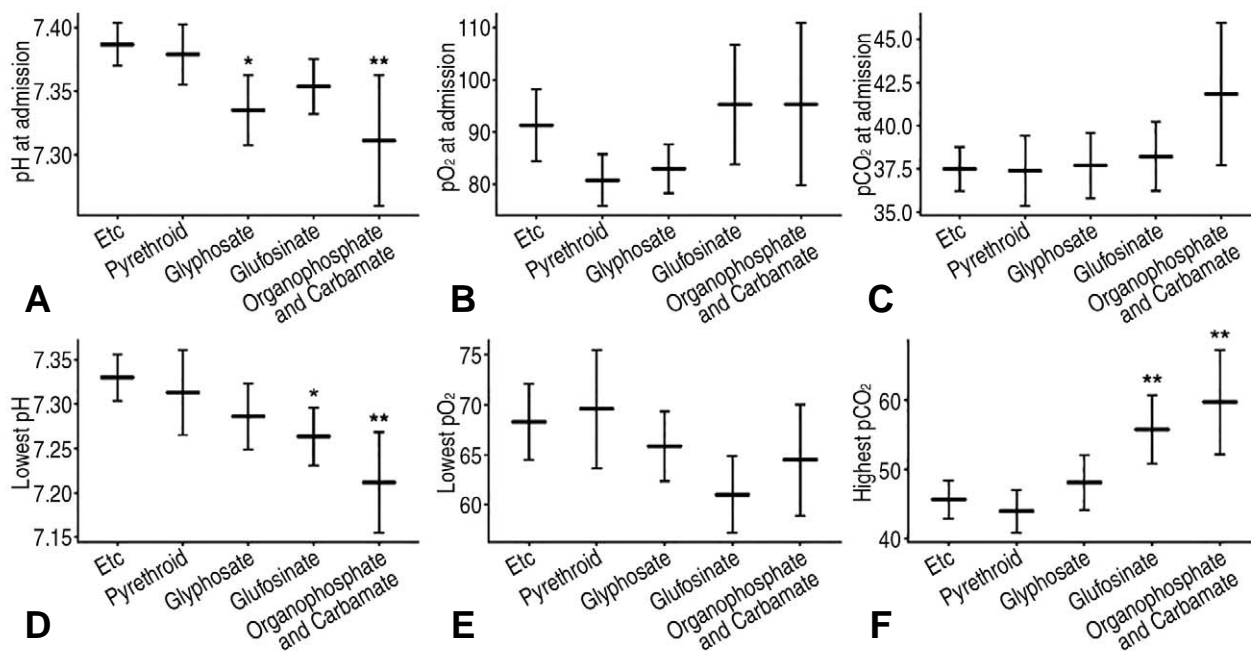 pH at admission
7.40
7.35
7.30
*
**
Etc
Pyrethroid
Glyphosate
Glufosinate
Organophosphate
and Carbamate
A
pO₂ at admission
110
100
90
80
Etc
Pyrethroid
Glyphosate
Glufosinate
Organophosphate
and Carbamate
B
pCO₂ at admission
45.0
42.5
40.0
37.5
35.0
Etc
Pyrethroid
Glyphosate
Glufosinate
Organophosphate
and Carbamate
C
Lowest pH
7.35
7.30
7.25
7.20
7.15
*
**
Etc
Pyrethroid
Glyphosate
Glufosinate
Organophosphate
and Carbamate
D
Lowest pO₂
75
70
65
60
Etc
Pyrethroid
Glyphosate
Glufosinate
Organophosphate
and Carbamate
E
Highest pCO₂
60
50
40
**
**
Etc
Pyrethroid
Glyphosate
Glufosinate
Organophosphate
and Carbamate
F